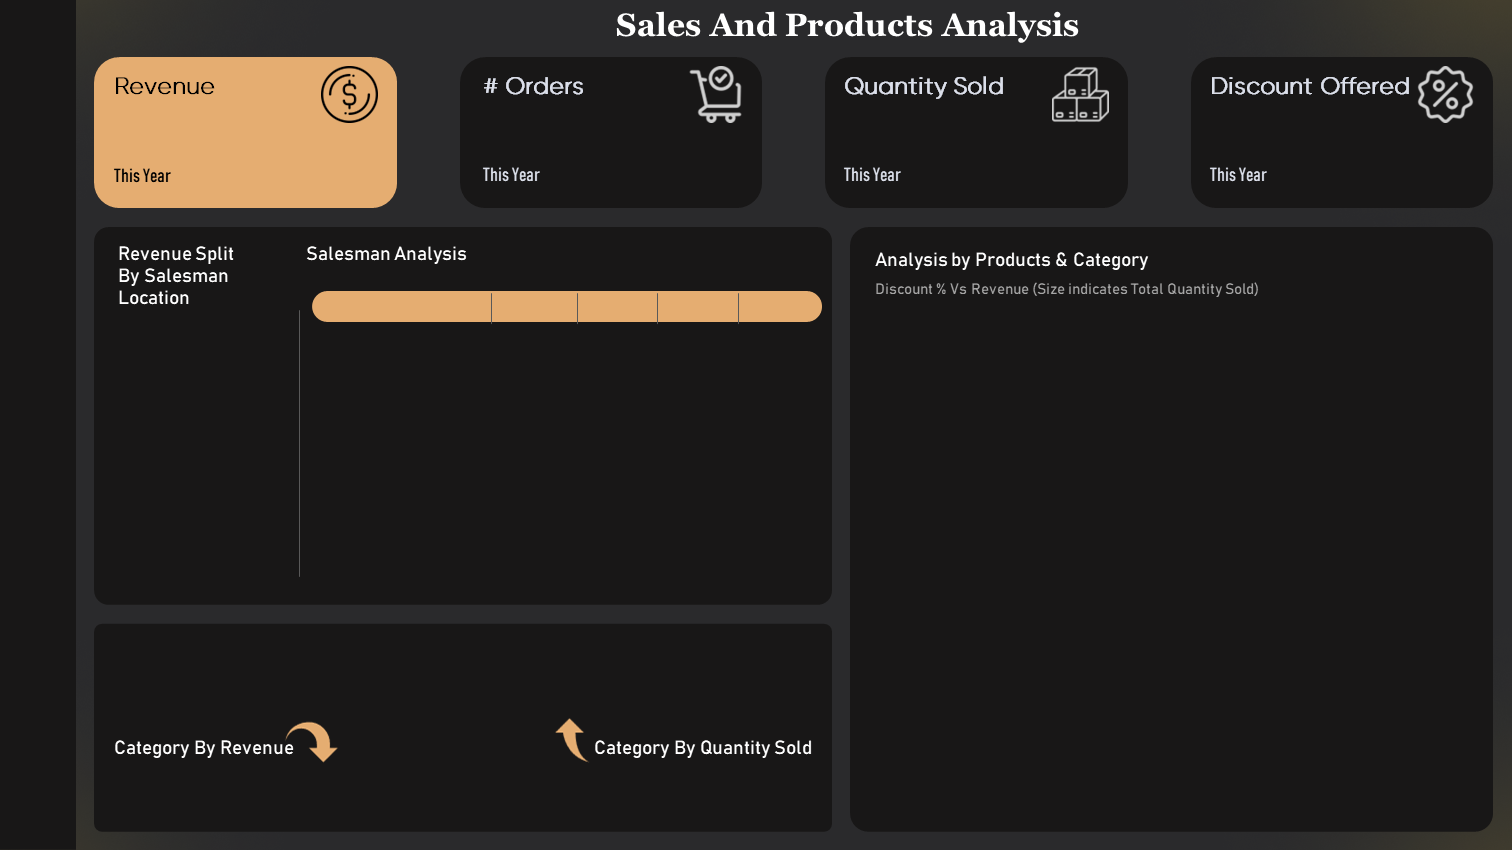 Sales And Products Analysis
Revenue
This Year
# Orders
This Year
Quantity Sold
This Year
Discount Offered
This Year
Revenue Split
By Salesman
Location
Salesman Analysis
Analysis by Products & Category
Discount % Vs Revenue (Size indicates Total Quantity Sold)
Category By Revenue
Category By Quantity Sold